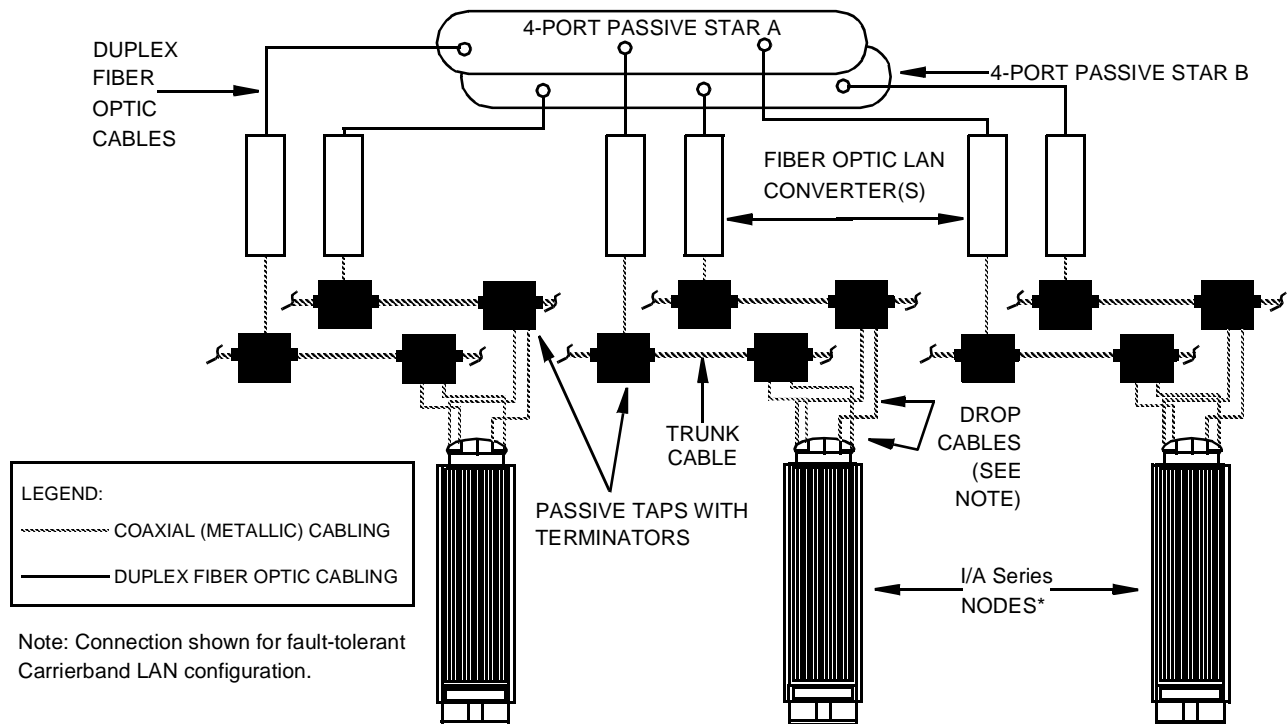 4-PORT PASSIVE STAR A
DUPLEX
FIBER
OPTIC
CABLES
4-PORT PASSIVE STAR B
FIBER OPTIC LAN
CONVERTER(S)
TRUNK
CABLE
DROP
CABLES
(SEE
NOTE)
PASSIVE TAPS WITH
TERMINATORS
LEGEND:
COAXIAL (METALLIC) CABLING
DUPLEX FIBER OPTIC CABLING
I/A Series
NODES*
Note: Connection shown for fault-tolerant
Carrierband LAN configuration.